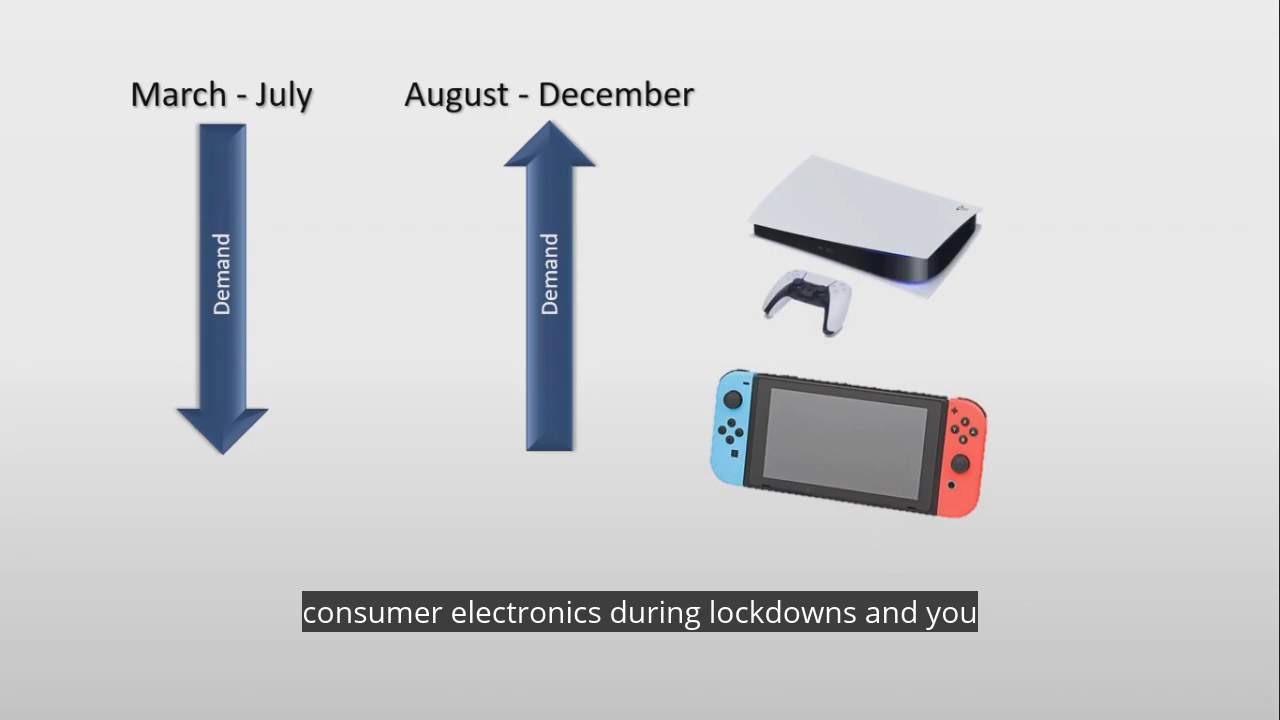 March - July
August - December
Demand
Demand
consumer electronics during lockdowns and you